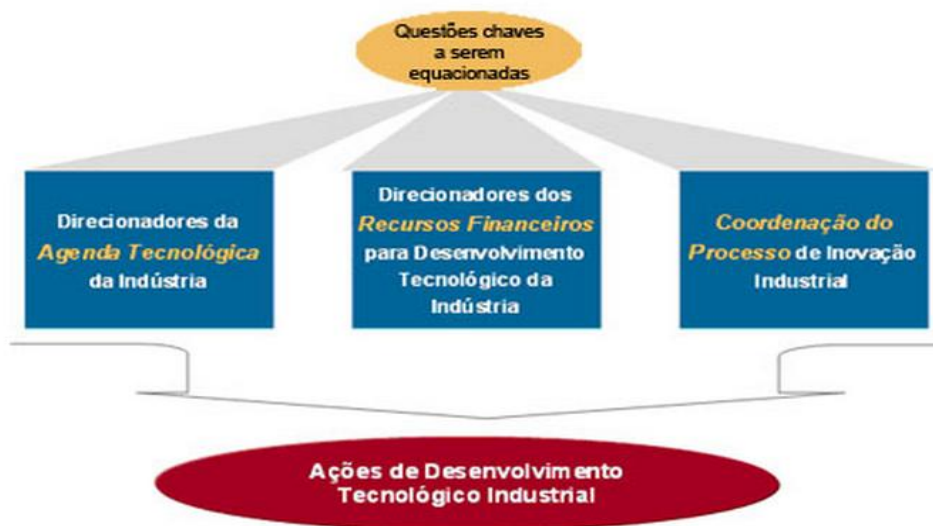 Questões chaves
a serem
equacionadas
Direcionadores da
Agenda Tecnológica
da Indústria
Direcionadores dos
Recursos Financeiros
para Desenvolvimento
Tecnológico da
Indústria
Coordenação do
Processo de Inovação
Industrial
Ações de Desenvolvimento
Tecnológico Industrial